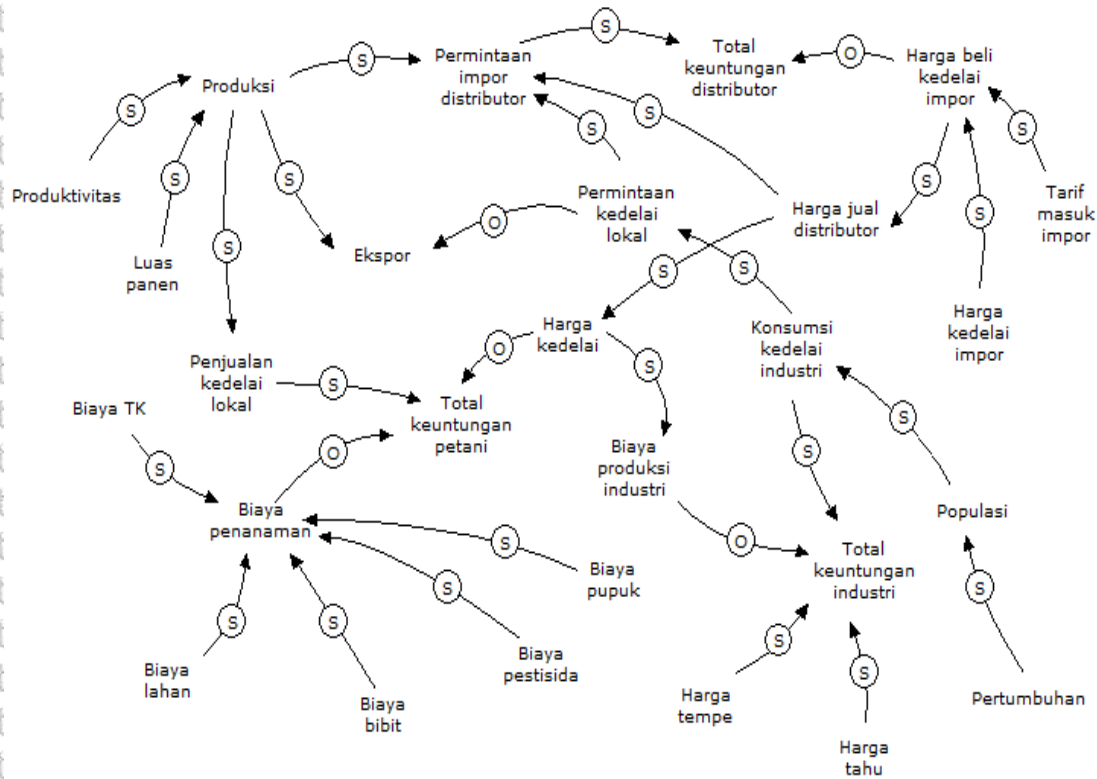 S
Permintaan
impor
distributor
Total
keuntungan
distributor
O
Harga beli
kedelai
impor
Produksi
S
S
S
S
S
Produktivitas
S
S
S
Permintaan
kedelai
lokal
Harga jual
distributor
S
S
Tarif
masuk
impor
Luas
panen
S
Ekspor
O
S
S
Harga
kedelai
Konsumsi
kedelai
industri
Harga
kedelai
impor
Penjualan
kedelai
lokal
S
O
S
Biaya TK
Total
keuntungan
petani
S
O
Biaya
produksi
industri
S
S
Biaya
penanaman
Populasi
S
O
Total
keuntungan
industri
Biaya
pupuk
S
S
S
S
Biaya
lahan
Biaya
bibit
Biaya
pestisida
S
S
Harga
tempe
Harga
tahu
Pertumbuhan